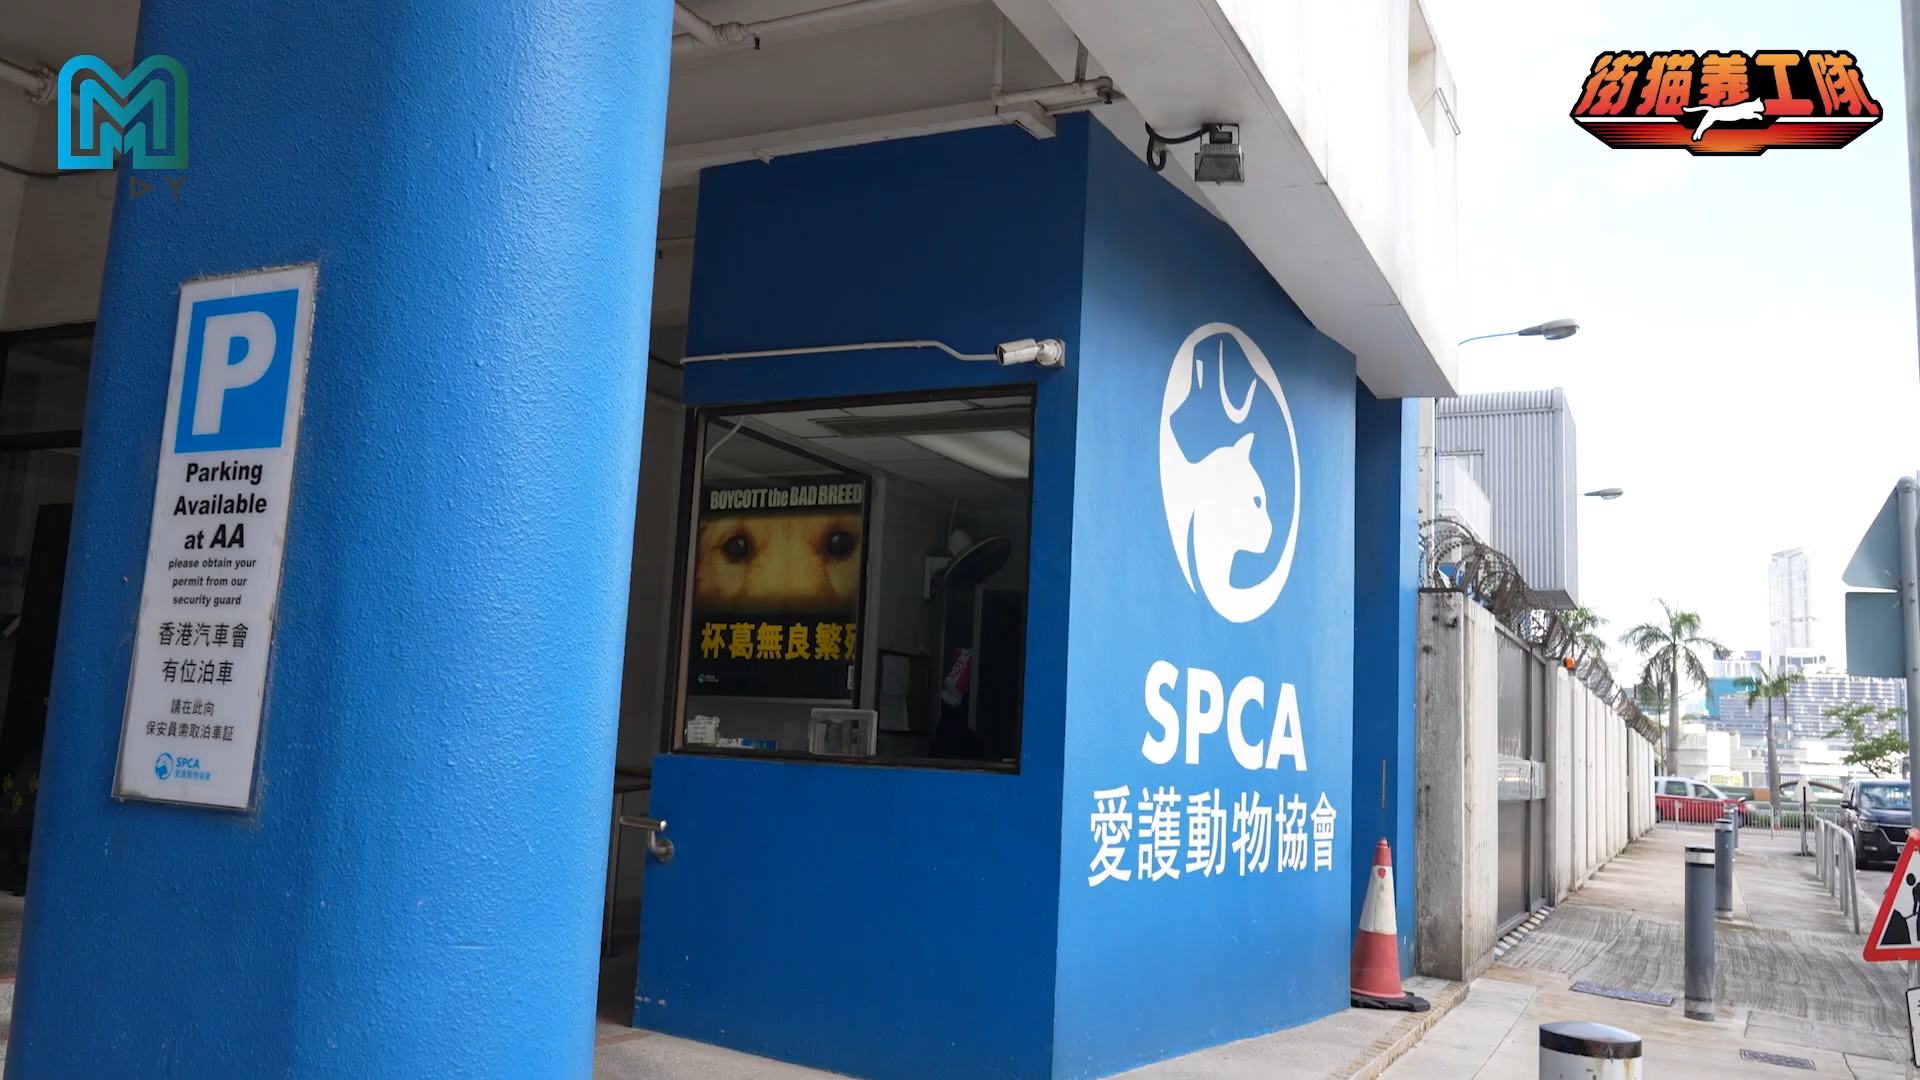 M
街猫義工隊
P
Parking
Available
at AA
please obtain your
permit from our
security guard
香港汽車會
有位泊車
請在此向
保安員索取泊車証
SPCA
愛護動物協會
BOYCOTT the BAD BREED
杯葛無良繁殖
SPCA
愛護動物協會